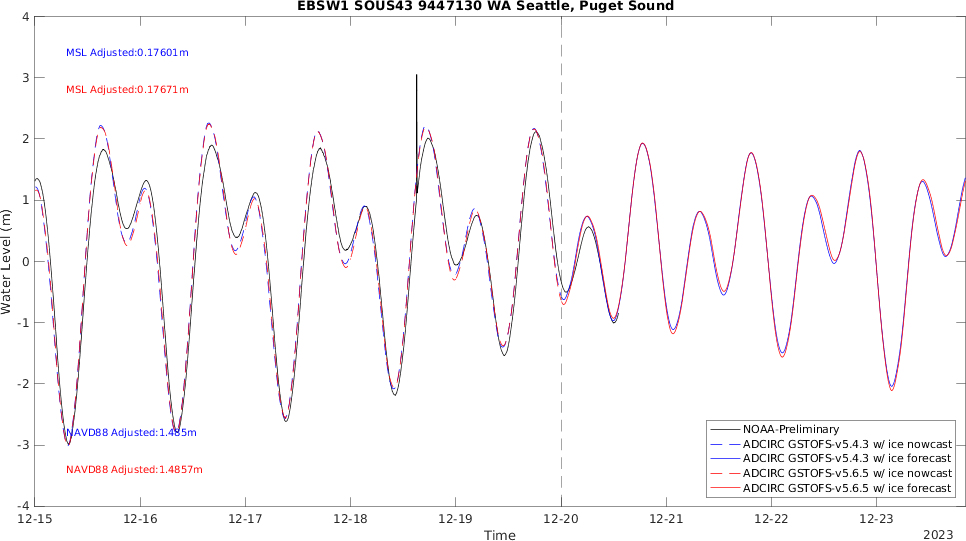 EBSW1 SOUS43 9447130 WA Seattle, Puget Sound
4
3
2
1
0
-1
-2
-3
-4
Water Level (m)
MSL Adjusted:0.17601m
MSL Adjusted:0.17671m
NAVD88 Adjusted:1.485m
NAVD88 Adjusted:1.4857m
NOAA-Preliminary
ADCIRC GSTOFS-v5.4.3 w/ ice nowcast
ADCIRC GSTOFS-v5.4.3 w/ ice forecast
ADCIRC GSTOFS-v5.6.5 w/ ice nowcast
ADCIRC GSTOFS-v5.6.5 w/ ice forecast
12-15 12-16 12-17 12-18 12-19 12-20 12-21 12-22 12-23
Time
2023